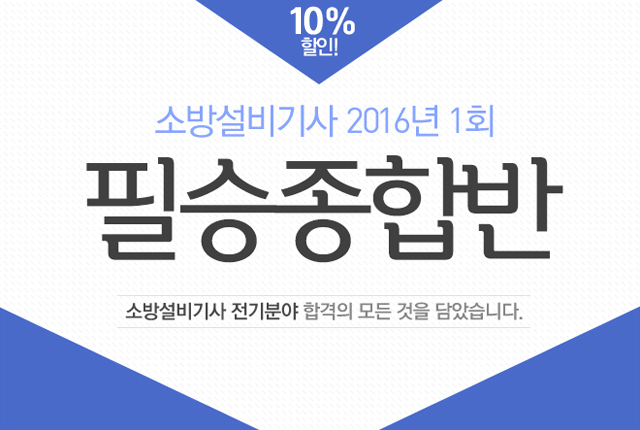 10%
할인!
소방설비기사 2016년 1회
필승종합반
소방설비기사 전기분야 합격의 모든 것을 담았습니다.